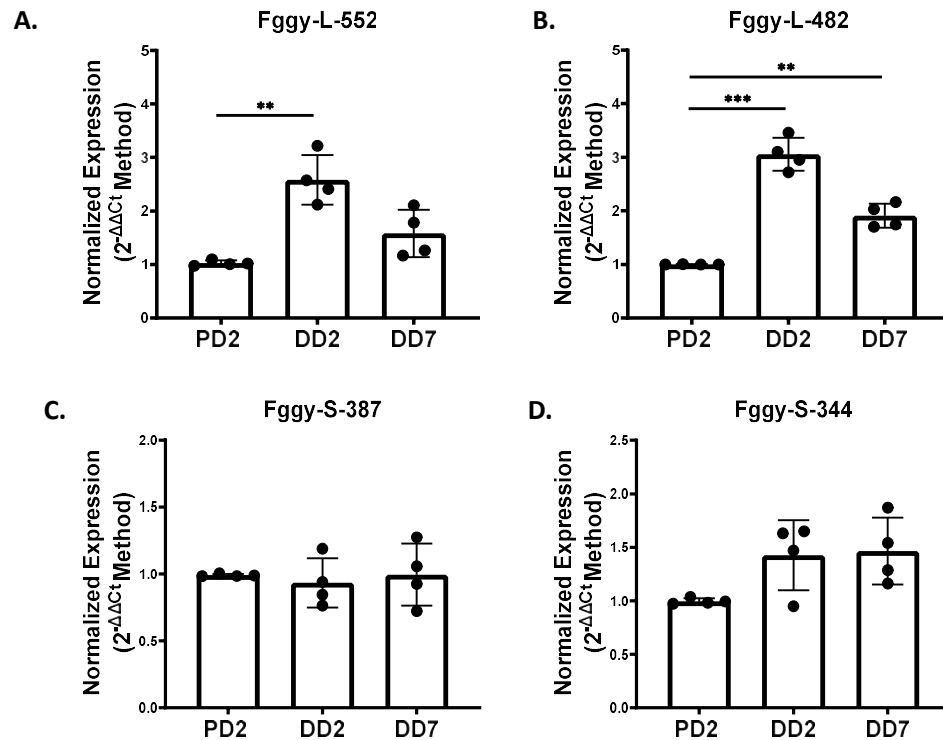 A.
Fggy-L-552
Normalized Expression
(2-ΔΔCt Method)
5
4
3
2
1
0
**
PD2 DD2 DD7
B.
Fggy-L-482
Normalized Expression
(2-ΔΔCt Method)
5
4
3
2
1
0
**
***
PD2 DD2 DD7
C.
Fggy-S-387
Normalized Expression
(2-ΔΔCt Method)
2.0
1.5
1.0
0.5
0.0
PD2 DD2 DD7
D.
Fggy-S-344
Normalized Expression
(2-ΔΔCt Method)
2.5
2.0
1.5
1.0
0.5
0.0
PD2 DD2 DD7